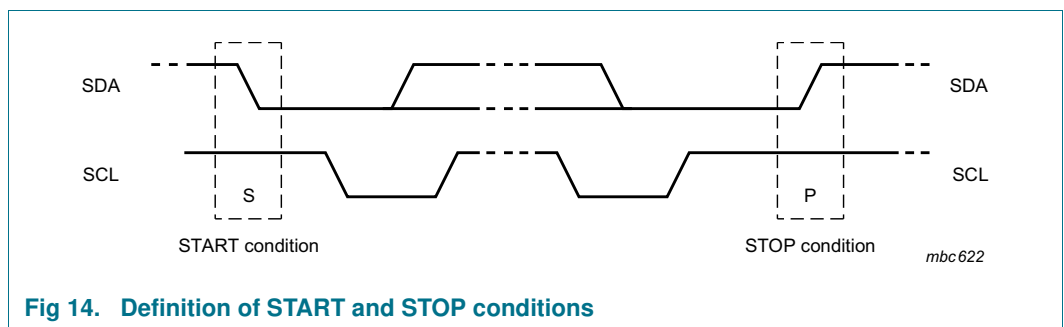 SDA SDA
SCL SCL
S P
START condition STOP condition
mbc622
Fig 14. Definition of START and STOP conditions